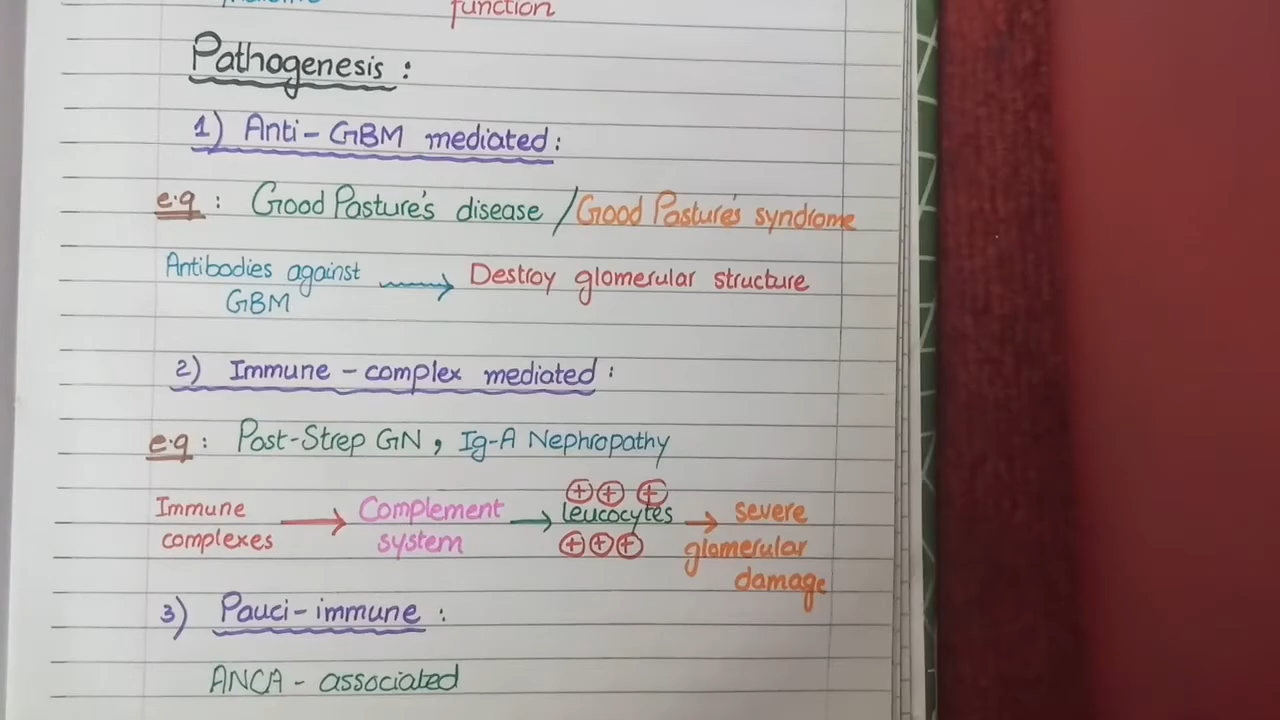 function
Pathogenesis :
1) Anti-GBM mediated :
e.g : Good Pasture's disease / Good Pasture's syndrome
Antibodies against GBM → Destroy glomerular structure
2) Immune-complex mediated :
e.g : Post-Strep GN, Ig-A Nephropathy
⊕ ⊕ ⊕
Immune complexes → Complement system → leucocytes → severe glomerular damage
⊕ ⊕ ⊕
3) Pauci-immune :
ANCA - associated